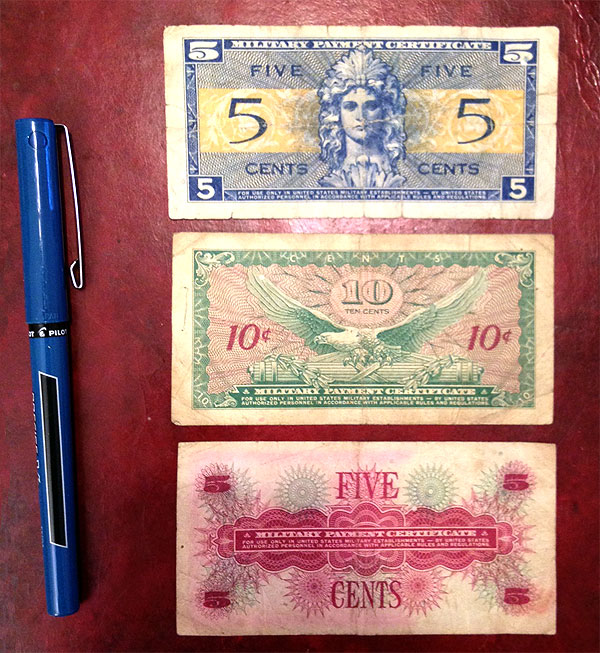 5 MILITARY PAYMENT CERTIFICATE 5
FIVE FIVE
5 5
CENTS CENTS
5 FOR USE ONLY IN UNITED STATES MILITARY ESTABLISHMENTS — BY UNITED STATES 5
AUTHORIZED PERSONNEL IN ACCORDANCE WITH APPLICABLE RULES AND REGULATIONS.
CENTS
10
TEN CENTS
10¢ 10¢
MILITARY PAYMENT CERTIFICATE
10 FOR USE ONLY IN UNITED STATES MILITARY ESTABLISHMENTS — BY UNITED STATES 10
AUTHORIZED PERSONNEL IN ACCORDANCE WITH APPLICABLE RULES AND REGULATIONS.
5 FIVE 5
MILITARY PAYMENT CERTIFICATE
FOR USE ONLY IN UNITED STATES MILITARY ESTABLISHMENTS — BY UNITED STATES
AUTHORIZED PERSONNEL IN ACCORDANCE WITH APPLICABLE RULES AND REGULATIONS.
5 CENTS 5
PILOT